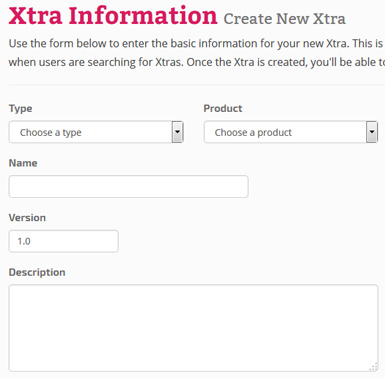 Xtra Information Create New Xtra
Use the form below to enter the basic information for your new Xtra. This is
when users are searching for Xtras. Once the Xtra is created, you'll be able to
Type Product
Choose a type Choose a product
Name
Version
1.0
Description